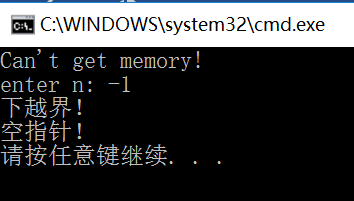 C:\WINDOWS\system32\cmd.exe
Can't get memory!
enter n: -1
下越界！
空指针！
请按任意键继续. . .